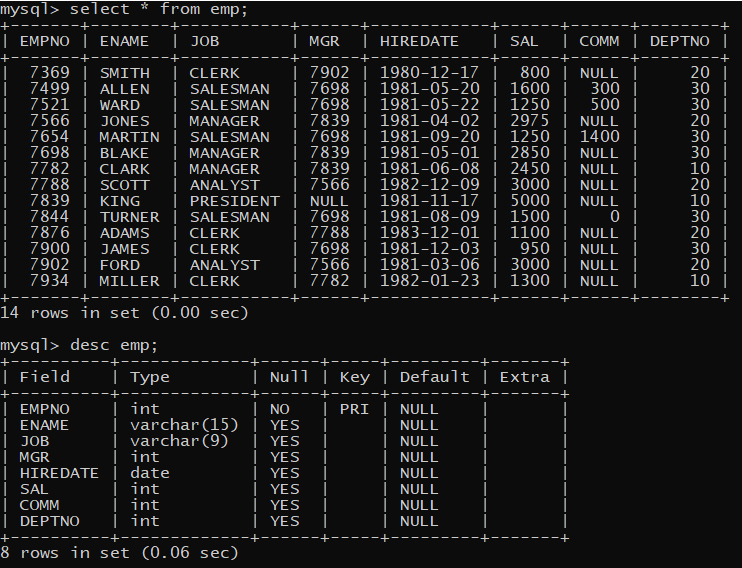 mysql> select * from emp;
+-------+--------+-----------+------+------------+------+------+--------+
| EMPNO | ENAME  | JOB       | MGR  | HIREDATE   | SAL  | COMM | DEPTNO |
+-------+--------+-----------+------+------------+------+------+--------+
|  7369 | SMITH  | CLERK     | 7902 | 1980-12-17 |  800 | NULL |     20 |
|  7499 | ALLEN  | SALESMAN  | 7698 | 1981-05-20 | 1600 |  300 |     30 |
|  7521 | WARD   | SALESMAN  | 7698 | 1981-05-22 | 1250 |  500 |     30 |
|  7566 | JONES  | MANAGER   | 7839 | 1981-04-02 | 2975 | NULL |     20 |
|  7654 | MARTIN | SALESMAN  | 7698 | 1981-09-20 | 1250 | 1400 |     30 |
|  7698 | BLAKE  | MANAGER   | 7839 | 1981-05-01 | 2850 | NULL |     30 |
|  7782 | CLARK  | MANAGER   | 7839 | 1981-06-08 | 2450 | NULL |     10 |
|  7788 | SCOTT  | ANALYST   | 7566 | 1982-12-09 | 3000 | NULL |     20 |
|  7839 | KING   | PRESIDENT | NULL | 1981-11-17 | 5000 | NULL |     10 |
|  7844 | TURNER | SALESMAN  | 7698 | 1981-08-09 | 1500 |    0 |     30 |
|  7876 | ADAMS  | CLERK     | 7788 | 1983-12-01 | 1100 | NULL |     20 |
|  7900 | JAMES  | CLERK     | 7698 | 1981-12-03 |  950 | NULL |     30 |
|  7902 | FORD   | ANALYST   | 7566 | 1981-03-06 | 3000 | NULL |     20 |
|  7934 | MILLER | CLERK     | 7782 | 1982-01-23 | 1300 | NULL |     10 |
+-------+--------+-----------+------+------------+------+------+--------+
14 rows in set (0.00 sec)
mysql> desc emp;
+----------+-------------+------+-----+---------+-------+
| Field    | Type        | Null | Key | Default | Extra |
+----------+-------------+------+-----+---------+-------+
| EMPNO    | int         | NO   | PRI | NULL    |       |
| ENAME    | varchar(15) | YES  |     | NULL    |       |
| JOB      | varchar(9)  | YES  |     | NULL    |       |
| MGR      | int         | YES  |     | NULL    |       |
| HIREDATE | date        | YES  |     | NULL    |       |
| SAL      | int         | YES  |     | NULL    |       |
| COMM     | int         | YES  |     | NULL    |       |
| DEPTNO   | int         | YES  |     | NULL    |       |
+----------+-------------+------+-----+---------+-------+
8 rows in set (0.06 sec)